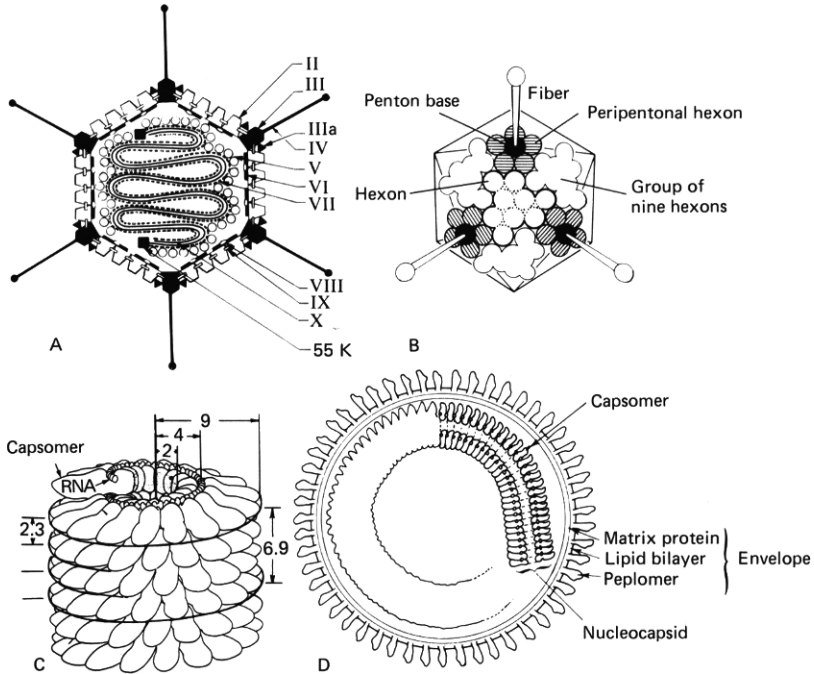 II
III
IIIa
IV
V
VI
VII
VIII
IX
X
55 K
A
Penton base
Fiber
Peripentonal hexon
Hexon
Group of
nine hexons
B
9
4
2
Capsomer
RNA
2.3
6.9
C
Capsomer
Matrix protein
Lipid bilayer
Peplomer
Envelope
Nucleocapsid
D